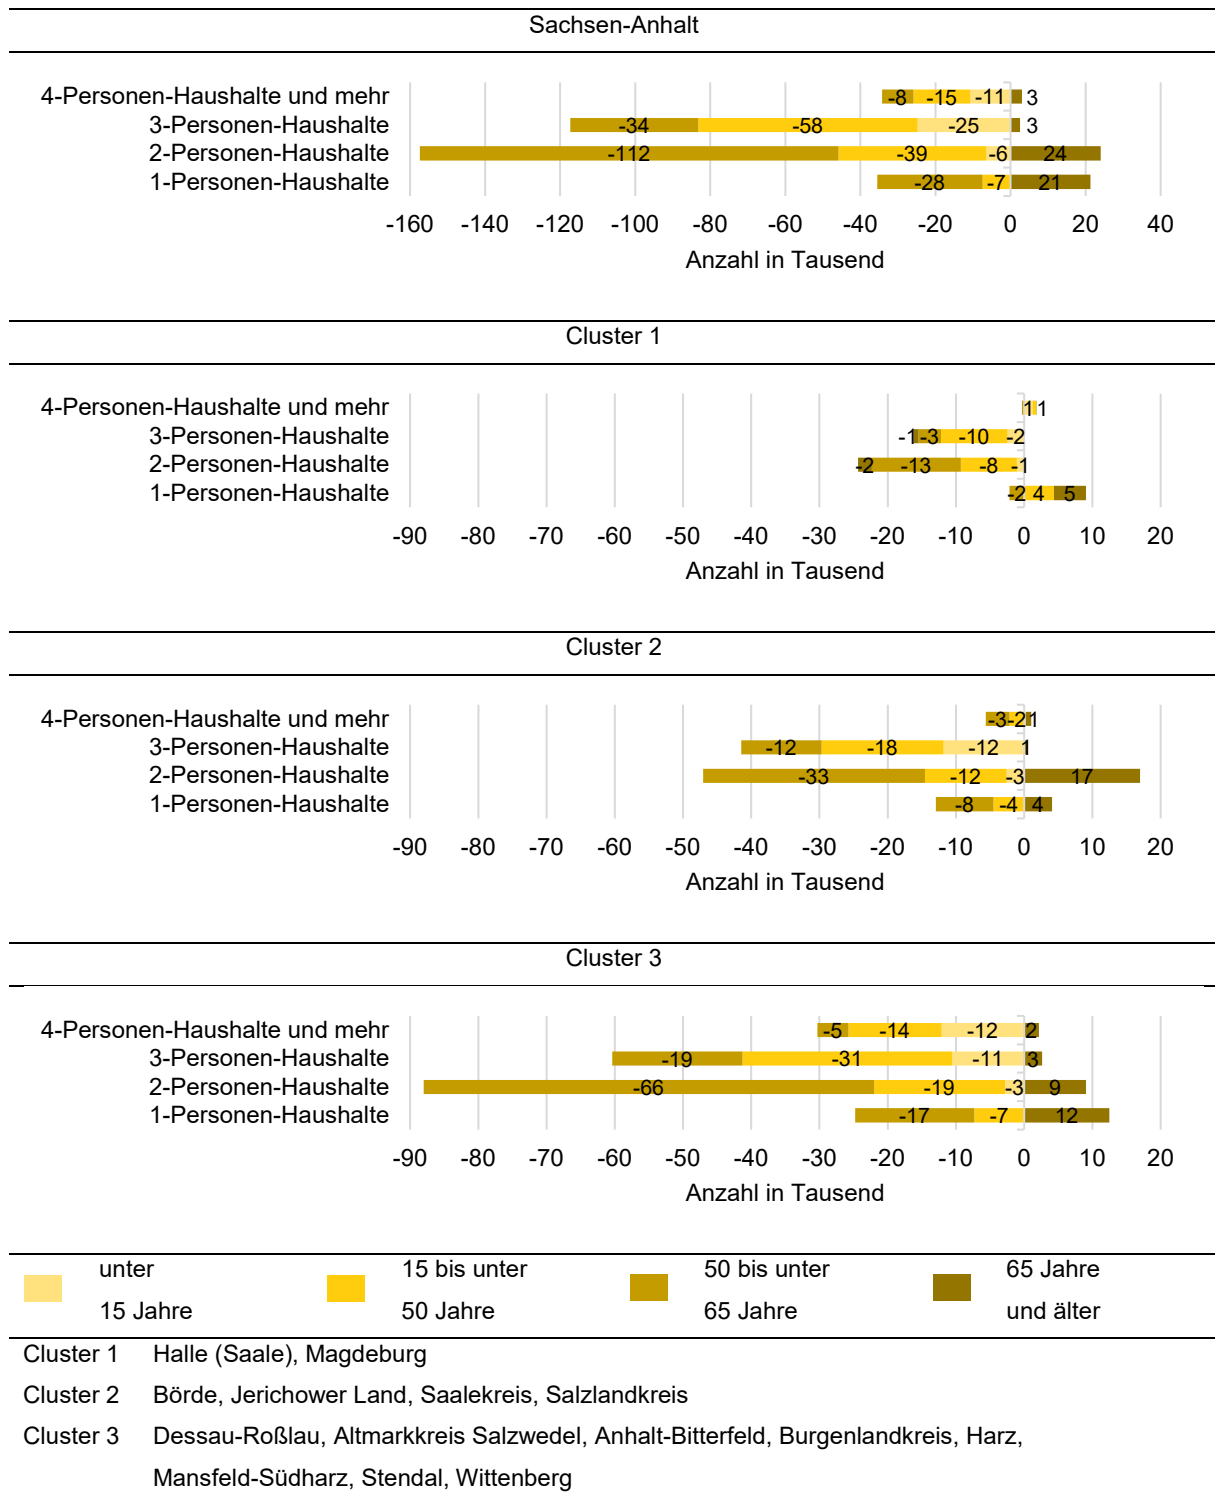 Sachsen-Anhalt
4-Personen-Haushalte und mehr -8 -15 -11 3
3-Personen-Haushalte -34 -58 -25 3
2-Personen-Haushalte -112 -39 -6 24
1-Personen-Haushalte -28 -7 21
-160 -140 -120 -100 -80 -60 -40 -20 0 20 40
Anzahl in Tausend
Cluster 1
4-Personen-Haushalte und mehr 1 1
3-Personen-Haushalte -1 -3 -10 -2
2-Personen-Haushalte -2 -13 -8 -1
1-Personen-Haushalte -2 4 5
-90 -80 -70 -60 -50 -40 -30 -20 -10 0 10 20
Anzahl in Tausend
Cluster 2
4-Personen-Haushalte und mehr -3 -2 1
3-Personen-Haushalte -12 -18 -12 1
2-Personen-Haushalte -33 -12 -3 17
1-Personen-Haushalte -8 -4 4
-90 -80 -70 -60 -50 -40 -30 -20 -10 0 10 20
Anzahl in Tausend
Cluster 3
4-Personen-Haushalte und mehr -5 -14 -12 2
3-Personen-Haushalte -19 -31 -11 3
2-Personen-Haushalte -66 -19 -3 9
1-Personen-Haushalte -17 -7 12
-90 -80 -70 -60 -50 -40 -30 -20 -10 0 10 20
Anzahl in Tausend
unter
15 Jahre
15 bis unter
50 Jahre
50 bis unter
65 Jahre
65 Jahre
und älter
Cluster 1 Halle (Saale), Magdeburg
Cluster 2 Börde, Jerichower Land, Saalekreis, Salzlandkreis
Cluster 3 Dessau-Roßlau, Altmarkkreis Salzwedel, Anhalt-Bitterfeld, Burgenlandkreis, Harz,
Mansfeld-Südharz, Stendal, Wittenberg